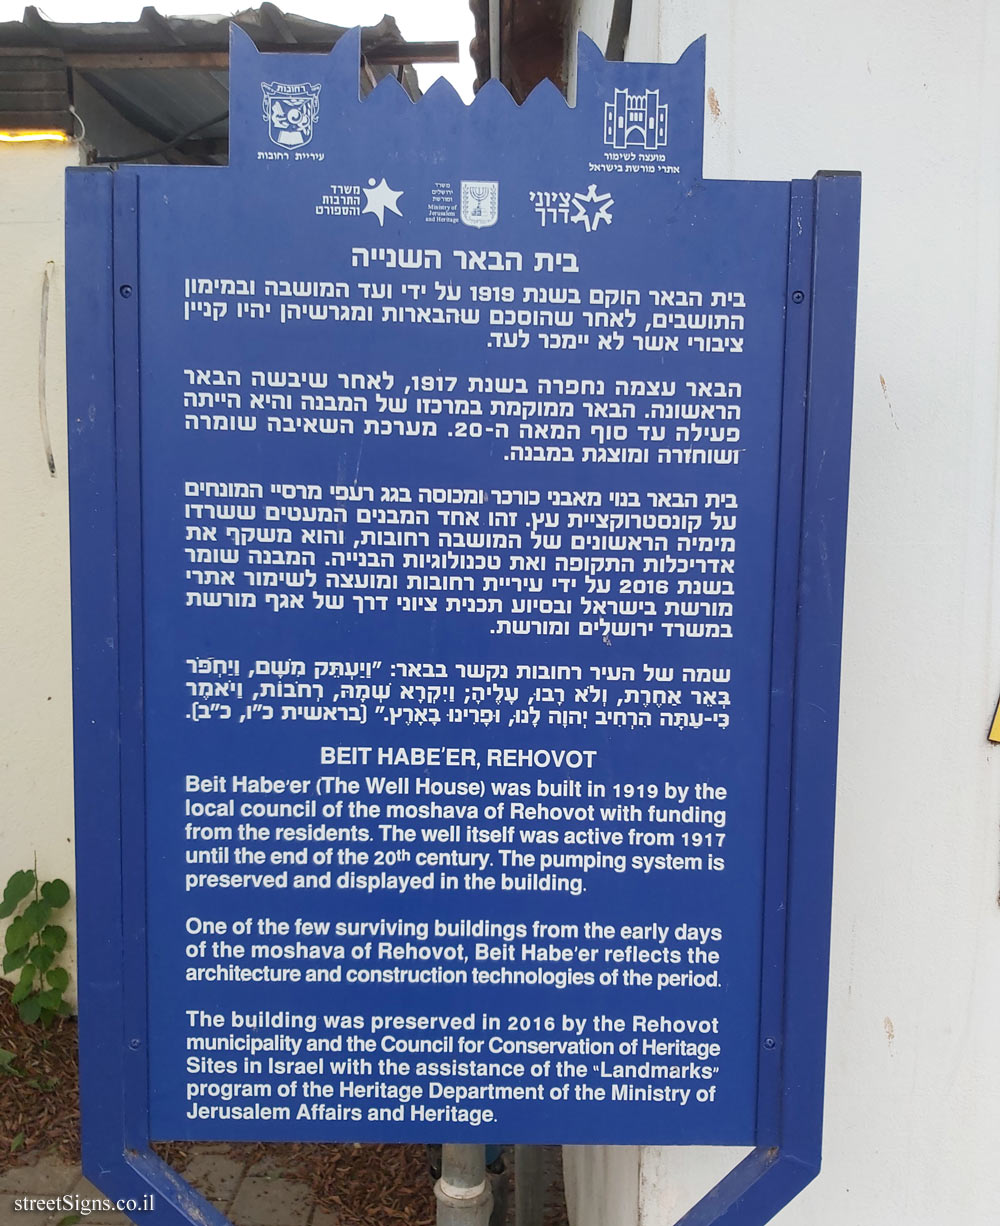 רחובות
עיריית רחובות
מועצה לשימור
אתרי מורשת בישראל
משרד
התרבות
והספורט
משרד
ירושלים
ומורשת
Ministry of
Jerusalem
and Heritage
ציוני
דרך
בית הבאר השנייה
בית הבאר הוקם בשנת 1919 על ידי ועד המושבה ובמימון
התושבים, לאחר שהוסכם שהבארות ומגרשיהן יהיו קניין
ציבורי אשר לא יימכר לעד.
הבאר עצמה נחפרה בשנת 1917, לאחר שיבשה הבאר
הראשונה. הבאר ממוקמת במרכזו של המבנה והיא הייתה
פעילה עד סוף המאה ה-20. מערכת השאיבה שומרה
ושוחזרה ומוצגת במבנה.
בית הבאר בנוי מאבני כורכר ומכוסה בגג רעפי מרסיי המונחים
על קונסטרוקציית עץ. זהו אחד המבנים המעטים ששרדו
מימיה הראשונים של המושבה רחובות, והוא משקף את
אדריכלות התקופה ואת טכנולוגיות הבנייה. המבנה שומר
בשנת 2016 על ידי עיריית רחובות ומועצה לשימור אתרי
מורשת בישראל ובסיוע תכנית ציוני דרך של אגף מורשת
במשרד ירושלים ומורשת.
שמה של העיר רחובות נקשר בבאר: "וַיַּעְתֵּק מִשָּׁם, וַיַּחְפֹּר
בְּאֵר אַחֶרֶת, וְלֹא רָבוּ, עָלֶיהָ; וַיִּקְרָא שְׁמָהּ, רְחֹבוֹת, וַיֹּאמֶר
כִּי-עַתָּה הִרְחִיב יְהוָה לָנוּ, וּפָרִינוּ בָאָרֶץ." (בראשית כ"ו, כ"ב).
BEIT HABE'ER, REHOVOT
Beit Habe'er (The Well House) was built in 1919 by the
local council of the moshava of Rehovot with funding
from the residents. The well itself was active from 1917
until the end of the 20th century. The pumping system is
preserved and displayed in the building.
One of the few surviving buildings from the early days
of the moshava of Rehovot, Beit Habe'er reflects the
architecture and construction technologies of the period.
The building was preserved in 2016 by the Rehovot
municipality and the Council for Conservation of Heritage
Sites in Israel with the assistance of the "Landmarks"
program of the Heritage Department of the Ministry of
Jerusalem Affairs and Heritage.
streetSigns.co.il